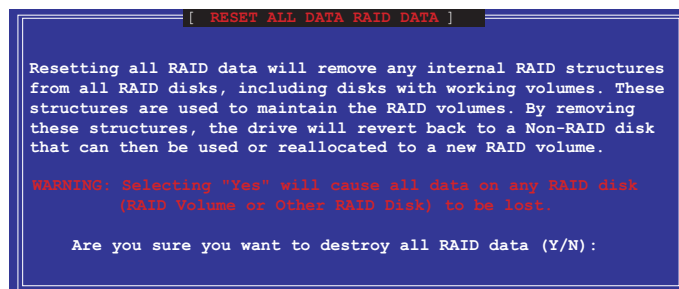 [ RESET ALL DATA RAID DATA ]
Resetting all RAID data will remove any internal RAID structures
from all RAID disks, including disks with working volumes. These
structures are used to maintain the RAID volumes. By removing
these structures, the drive will revert back to a Non-RAID disk
that can then be used or reallocated to a new RAID volume.
WARNING: Selecting "Yes" will cause all data on any RAID disk
(RAID Volume or Other RAID Disk) to be lost.
Are you sure you want to destroy all RAID data (Y/N):